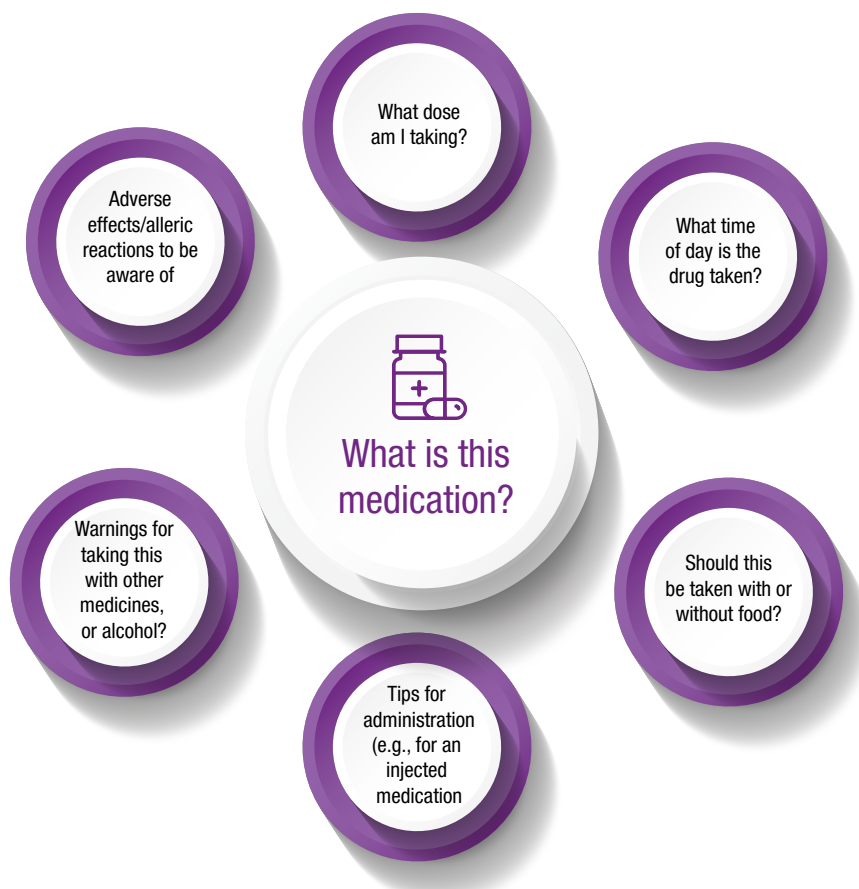 What dose
am I taking?
Adverse
effects/alleric
reactions to be
aware of
What time
of day is the
drug taken?
What is this
medication?
Warnings for
taking this
with other
medicines,
or alcohol?
Should this
be taken with or
without food?
Tips for
administration
(e.g., for an
injected
medication